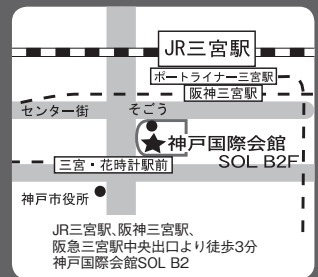 JR三宮駅
ポートライナー三宮駅
阪神三宮駅
センター街
そごう
神戸国際会館
SOL B2F
三宮・花時計駅前
神戸市役所
JR三宮駅、阪神三宮駅、
阪急三宮駅中央出口より徒歩3分
神戸国際会館SOL B2